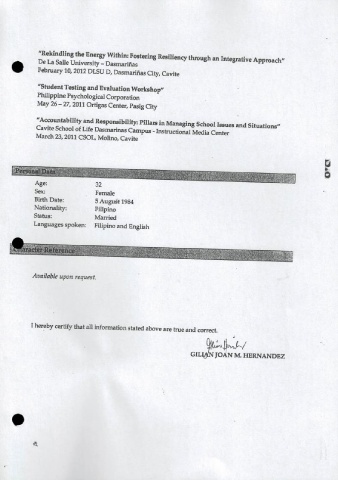 "Rekindling the Energy Within: Fostering Resiliency through an Integrative Approach"
De La Salle University – Dasmariñas
February 10, 2012 DLSU D, Dasmariñas City, Cavite
"Student Testing and Evaluation Workshop"
Philippine Psychological Corporation
May 26 – 27, 2011 Ortigas Center, Pasig City
"Accountability and Responsibility: Pillars in Managing School Issues and Situations"
Cavite School of Life Dasmarinas Campus - Instructional Media Center
March 23, 2011 CSOL, Molino, Cavite
Personal Data
Age: 32
Sex: Female
Birth Date: 5 August 1984
Nationality: Filipino
Status: Married
Languages spoken: Filipino and English
Character Reference
Available upon request.
I hereby certify that all information stated above are true and correct.
GILIAN JOAN M. HERNANDEZ